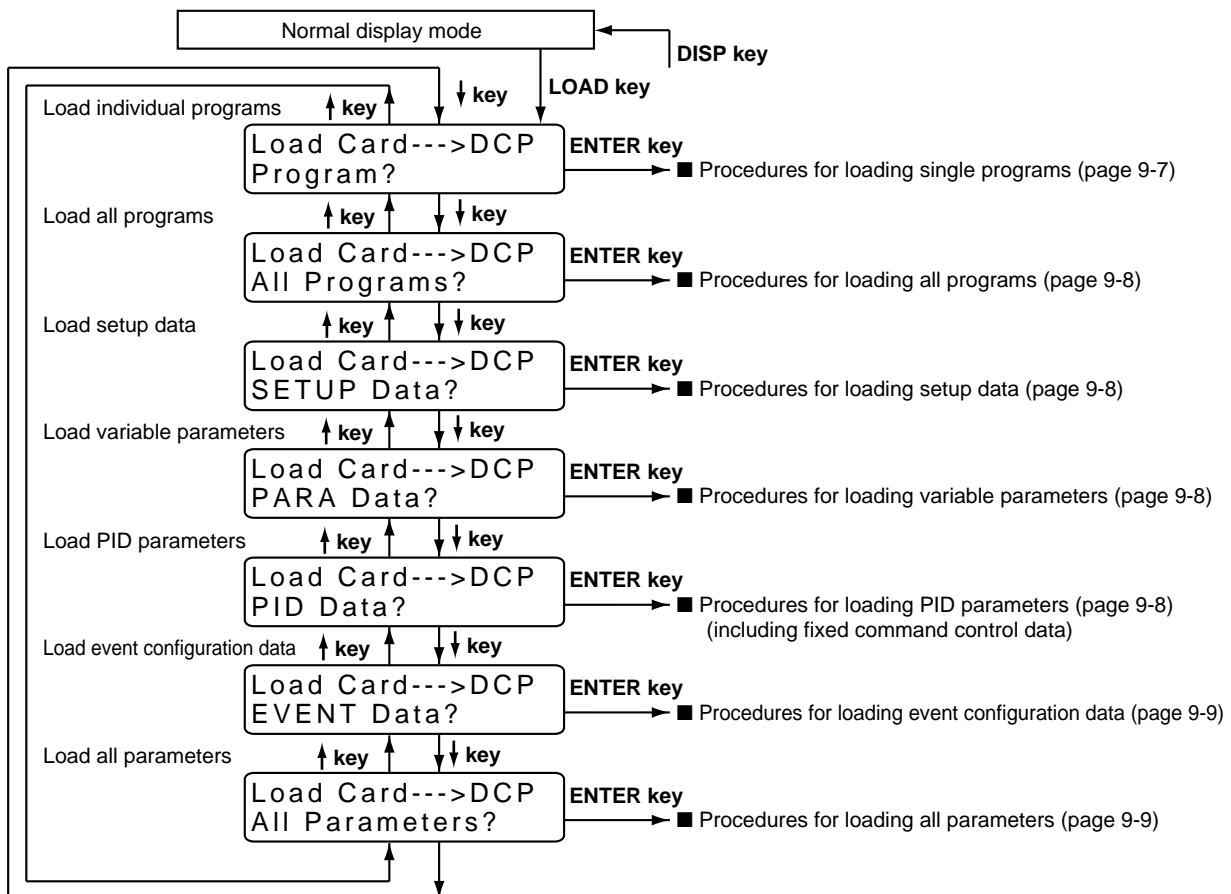 Normal display mode
DISP key
LOAD key
Load individual programs
↑ key
↓ key
Load Card--->DCP
Program?
ENTER key
■ Procedures for loading single programs (page 9-7)
Load all programs
↑ key
↓ key
Load Card--->DCP
All Programs?
ENTER key
■ Procedures for loading all programs (page 9-8)
Load setup data
↑ key
↓ key
Load Card--->DCP
SETUP Data?
ENTER key
■ Procedures for loading setup data (page 9-8)
Load variable parameters
↑ key
↓ key
Load Card--->DCP
PARA Data?
ENTER key
■ Procedures for loading variable parameters (page 9-8)
Load PID parameters
↑ key
↓ key
Load Card--->DCP
PID Data?
ENTER key
■ Procedures for loading PID parameters (page 9-8)
(including fixed command control data)
Load event configuration data
↑ key
↓ key
Load Card--->DCP
EVENT Data?
ENTER key
■ Procedures for loading event configuration data (page 9-9)
Load all parameters
↑ key
↓ key
Load Card--->DCP
All Parameters?
ENTER key
■ Procedures for loading all parameters (page 9-9)